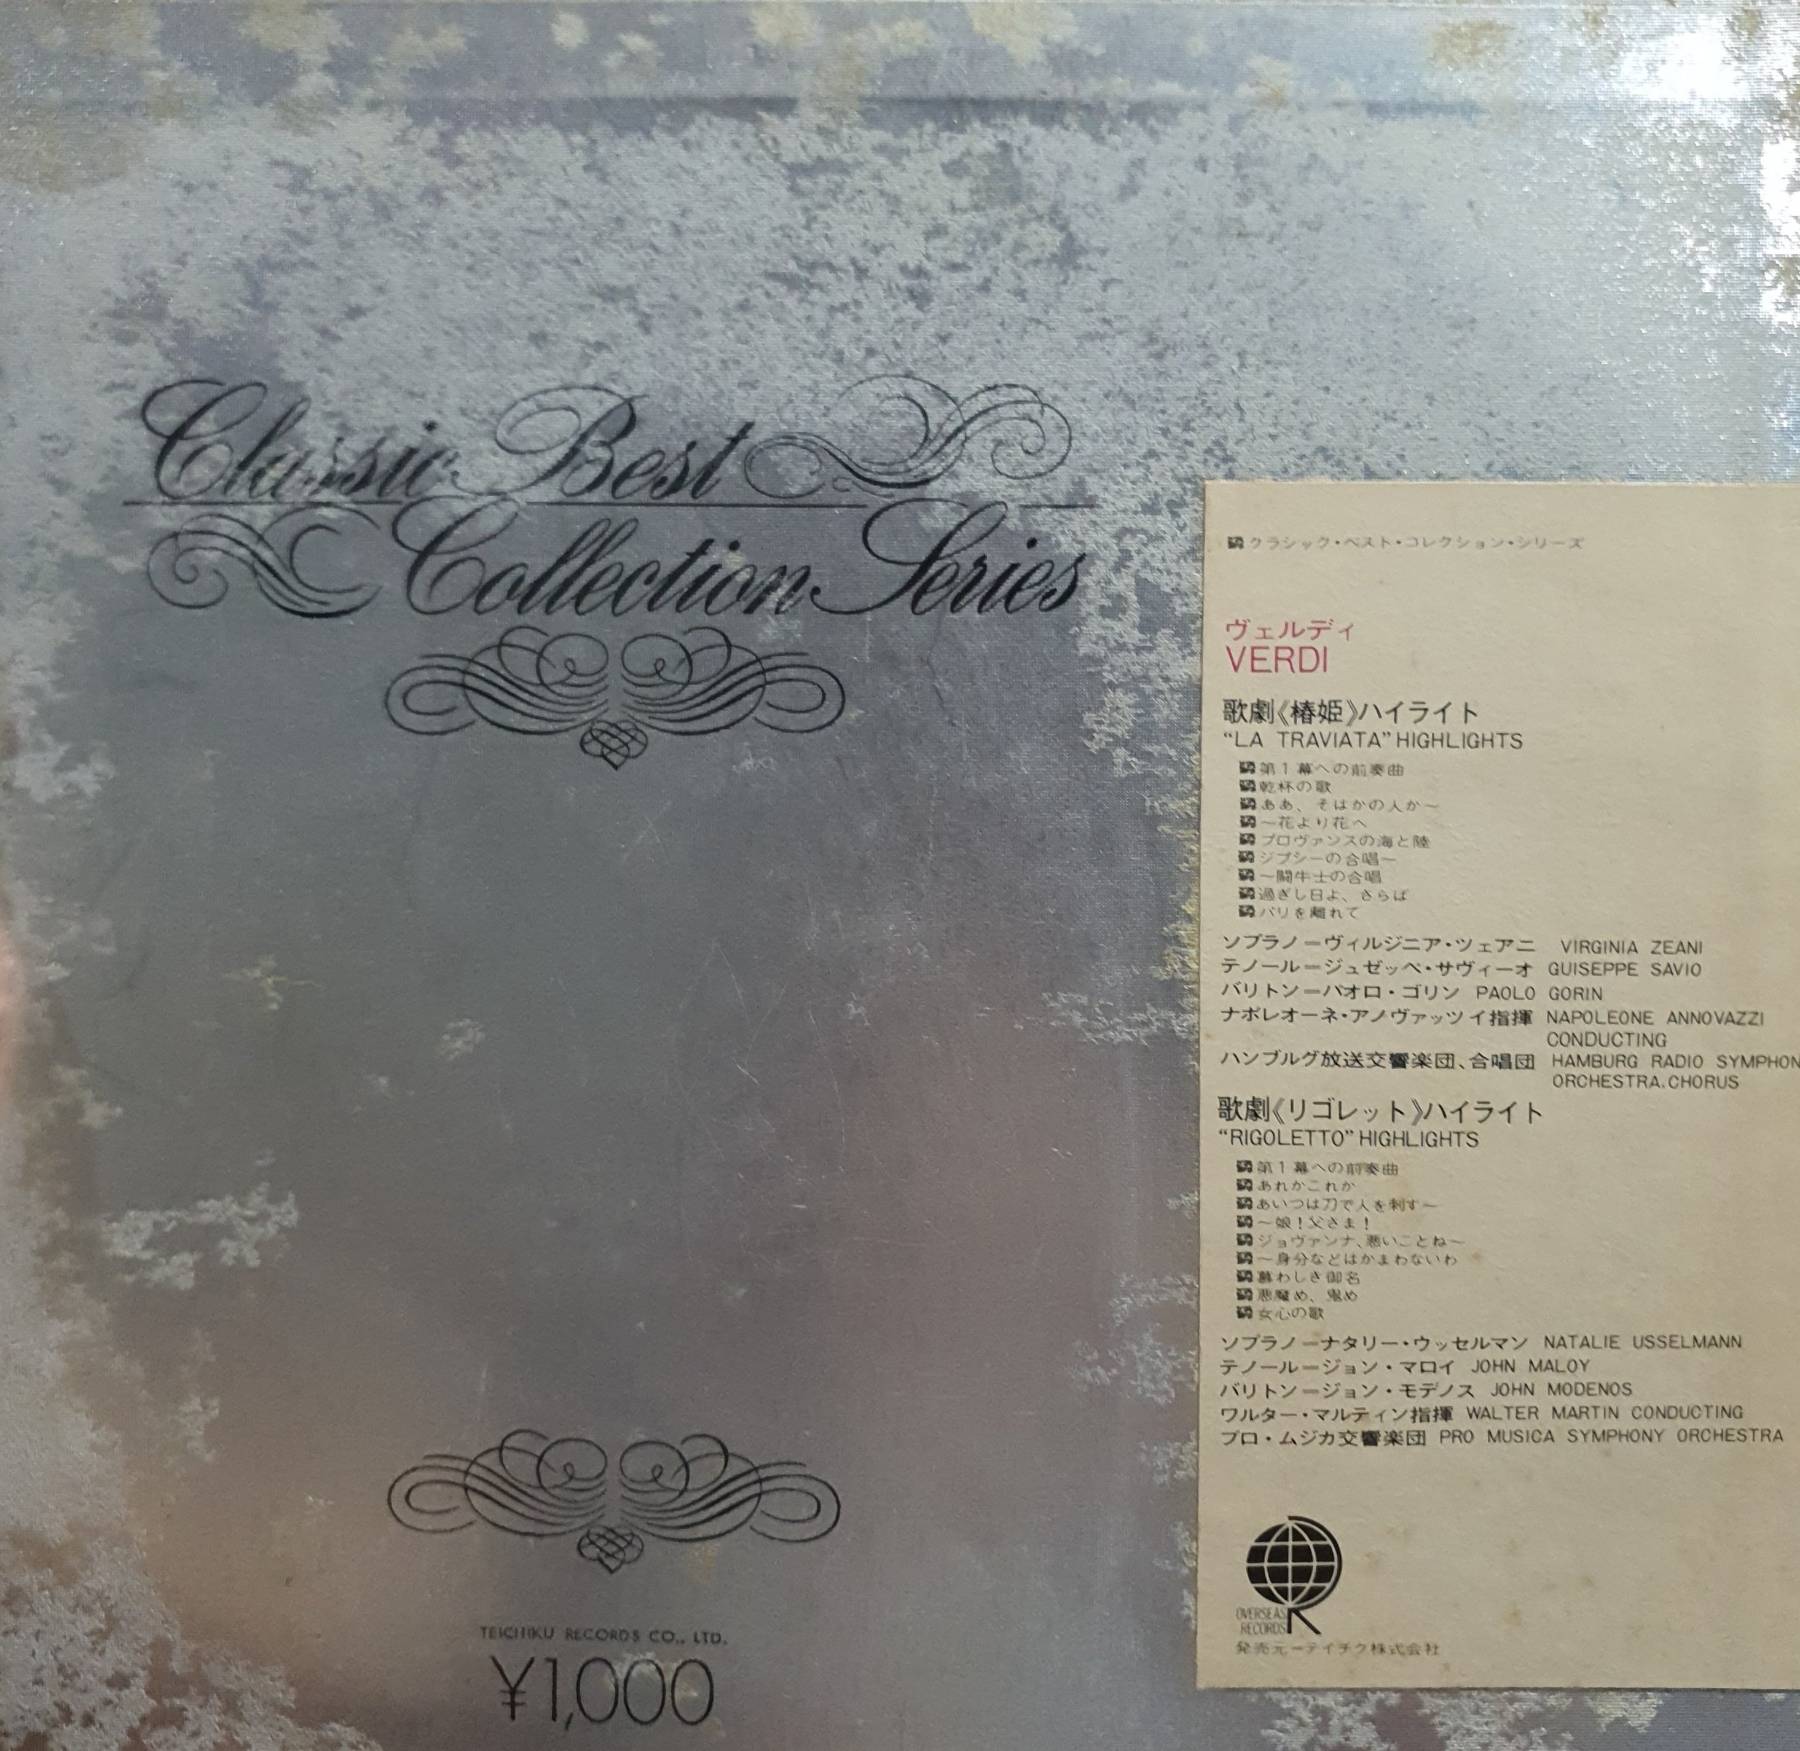 Classic Best
Collection Series
クラシック・ベスト・コレクション・シリーズ
ヴェルディ
VERDI
歌劇《椿姫》ハイライト
“LA TRAVIATA” HIGHLIGHTS
第1幕への前奏曲
乾杯の歌
ああ、そはかの人か〜
〜花より花へ
プロヴァンスの海と陸
ジプシーの合唱〜
〜闘牛士の合唱
過ぎし日よ、さらば
パリを離れて
ソプラノーヴィルジニア・ツェアニ VIRGINIA ZEANI
テノールージュゼッペ・サヴィーオ GUISEPPE SAVIO
バリトンーパオロ・ゴリン PAOLO GORIN
ナポレオーネ・アノヴァッツイ指揮 NAPOLEONE ANNOVAZZI
CONDUCTING
ハンブルグ放送交響楽団、合唱団 HAMBURG RADIO SYMPHON
ORCHESTRA.CHORUS
歌劇《リゴレット》ハイライト
“RIGOLETTO” HIGHLIGHTS
第1幕への前奏曲
あれかこれか
あいつは刀で人を刺す〜
〜娘！父さま！
ジョヴァンナ、悪いことね〜
〜身分などはかまわないわ
慕わしき御名
悪魔め、鬼め
女心の歌
ソプラノーナタリー・ウッセルマン NATALIE USSELMANN
テノールージョン・マロイ JOHN MALOY
バリトンージョン・モデノス JOHN MODENOS
ワルター・マルティン指揮 WALTER MARTIN CONDUCTING
プロ・ムジカ交響楽団 PRO MUSICA SYMPHONY ORCHESTRA
OVERSEAS
RECORDS
発売元ーテイチク株式会社
TEICHIKU RECORDS CO., LTD.
¥1,000